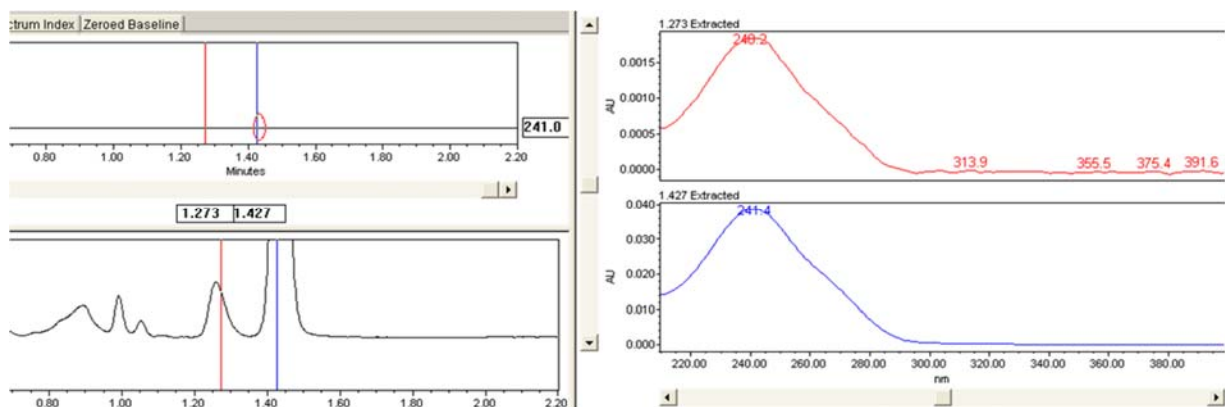 ctrum Index Zeroed Baseline
241.0
0.80 1.00 1.20 1.40 1.60 1.80 2.00 2.20
Minutes
1.273 1.427
0.80 1.00 1.20 1.40 1.60 1.80 2.00 2.20
1.273 Extracted
240.2
0.0015
0.0010
AU
0.0005
0.0000
313.9 355.5 375.4 391.6
1.427 Extracted
241.4
0.040
0.030
AU
0.020
0.010
0.000
220.00 240.00 260.00 280.00 300.00 320.00 340.00 360.00 380.00
nm